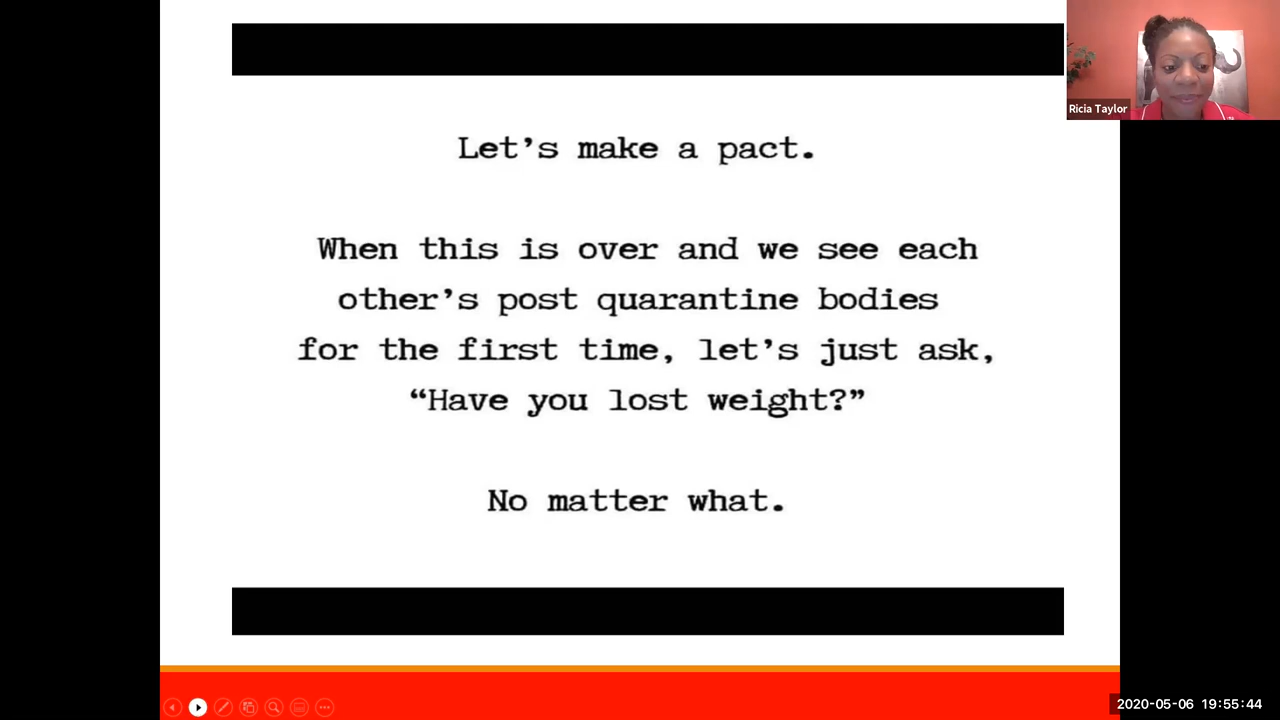 Ricia Taylor
Let’s make a pact.
When this is over and we see each
other’s post quarantine bodies
for the first time, let’s just ask,
“Have you lost weight?”
No matter what.
2020-05-06 19:55:44